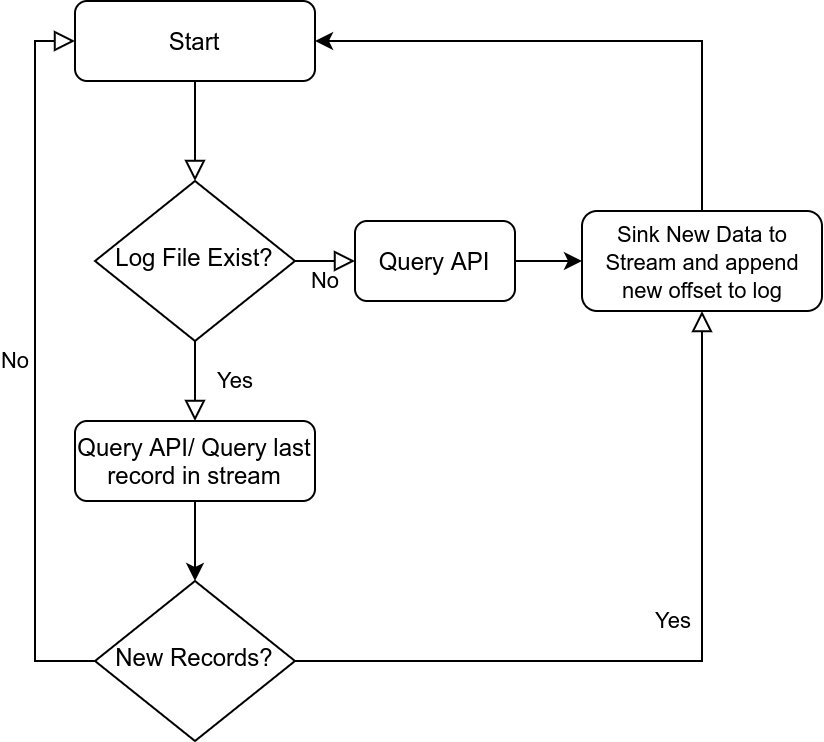 Start
Log File Exist?
No
Query API
Sink New Data to
Stream and append
new offset to log
Yes
Query API/ Query last
record in stream
No
New Records?
Yes